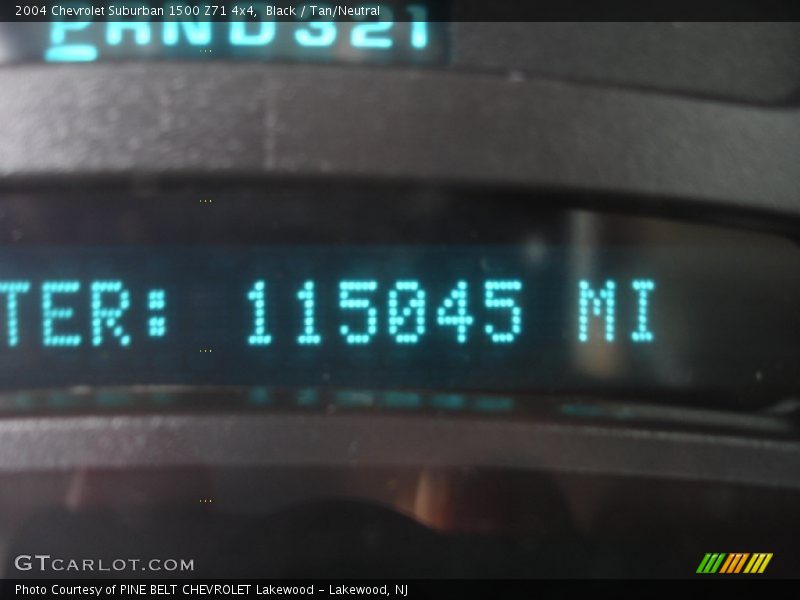 2004 Chevrolet Suburban 1500 Z71 4x4, Black / Tan/Neutral
PRND321
TER: 115045 MI
GTCARLOT.COM
Photo Courtesy of PINE BELT CHEVROLET Lakewood - Lakewood, NJ